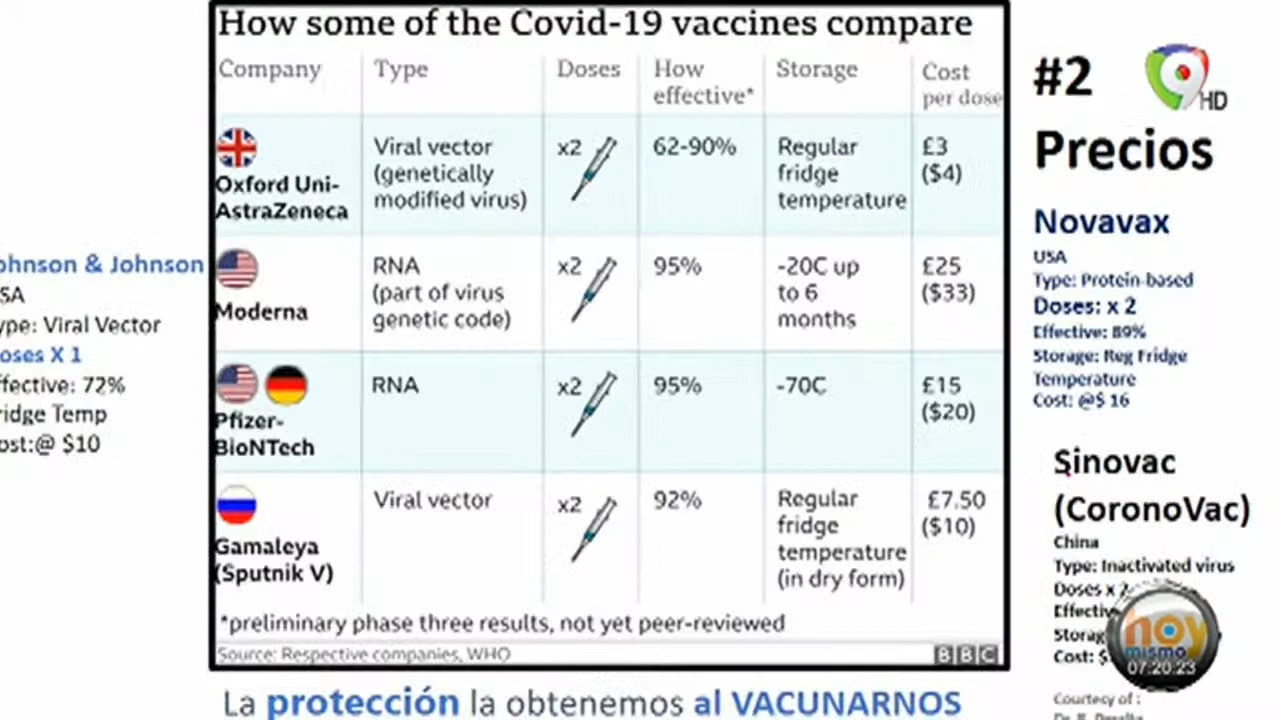 How some of the Covid-19 vaccines compare
Company Type Doses How effective* Storage Cost per dose
Oxford Uni-AstraZeneca Viral vector (genetically modified virus) x2 62-90% Regular fridge temperature £3 ($4)
Moderna RNA (part of virus genetic code) x2 95% -20C up to 6 months £25 ($33)
Pfizer-BioNTech RNA x2 95% -70C £15 ($20)
Gamaleya (Sputnik V) Viral vector x2 92% Regular fridge temperature (in dry form) £7.50 ($10)
*preliminary phase three results, not yet peer-reviewed
Source: Respective companies, WHO
BBC
ohnson & Johnson
SA
ype: Viral Vector
oses X 1
ffective: 72%
ridge Temp
ost:@ $10
#2
9 HD
Precios
Novavax
USA
Type: Protein-based
Doses: x 2
Effective: 89%
Storage: Reg Fridge
Temperature
Cost: @$ 16
Sinovac
(CoronoVac)
China
Type: Inactivated virus
Doses x 2
Effectiv
Storag
Cost: $
hoy
mismo
07:20:23
Courtesy of :
La protección la obtenemos al VACUNARNOS